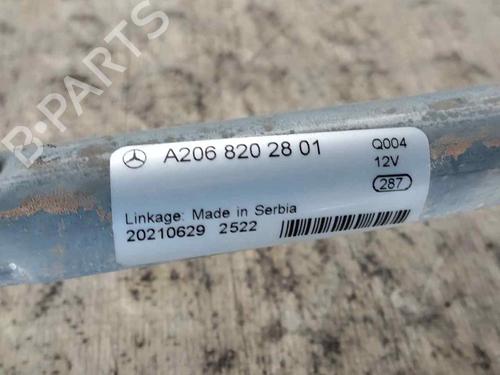 B-PARTS
A206 820 28 01
Q004
12V
287
Linkage: Made in Serbia
20210629 2522